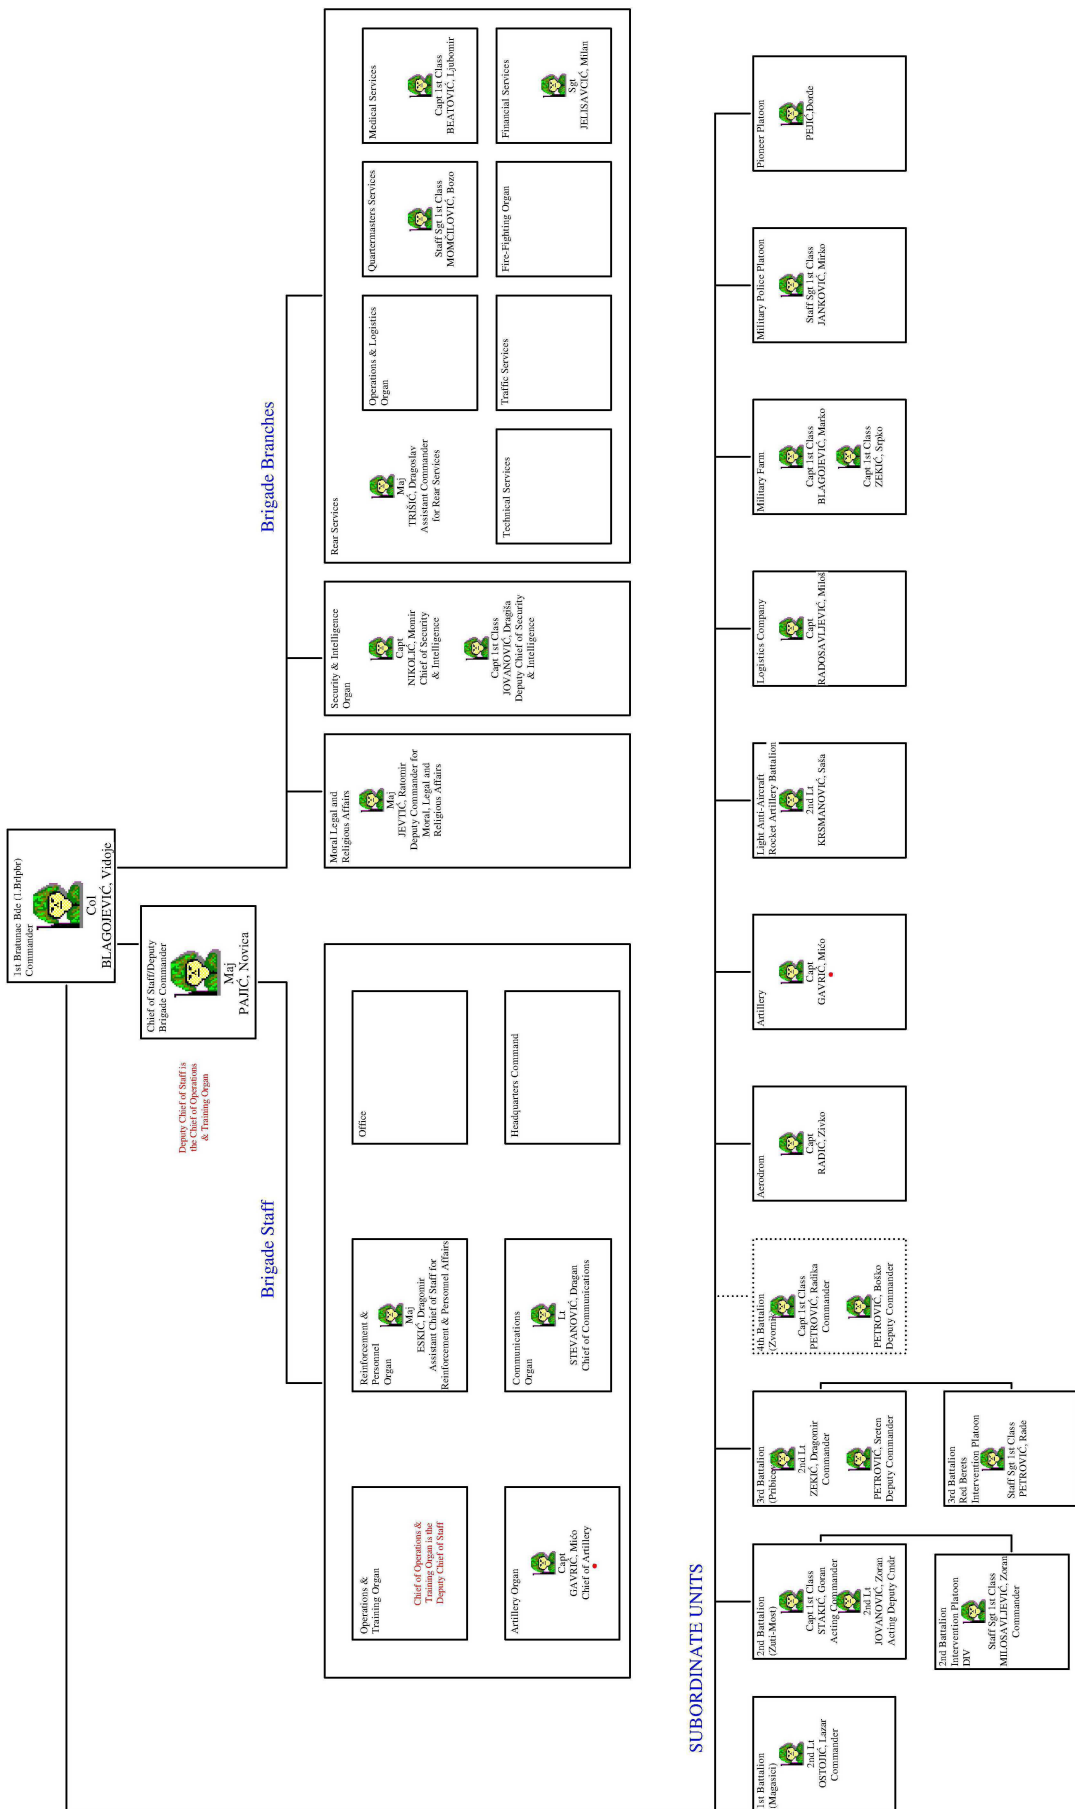 1st Bratunac Bde (1.Brlpbr)
Commander
Col
BLAGOJEVIĆ, Vidoje
Chief of Staff/Deputy
Brigade Commander
Maj
PAJIĆ, Novica
Deputy Chief of Staff is
the Chief of Operations
& Training Organ
Brigade Staff
Brigade Branches
Operations &
Training Organ
Chief of Operations &
Training Organ is the
Deputy Chief of Staff
Reinforcement &
Personnel
Organ
Maj
ESKIĆ, Dragomir
Assistant Chief of Staff for
Reinforcement & Personnel Affairs
Office
Artillery Organ
Capt
GAVRIĆ, Mićo
Chief of Artillery
Communications
Organ
Lt
STEVANOVIĆ, Dragan
Chief of Communications
Headquarters Command
Moral Legal and
Religious Affairs
Maj
JEVTIĆ, Ratomir
Deputy Commander for
Moral, Legal and
Religious Affairs
Security & Intelligence
Organ
Capt
NIKOLIĆ, Momir
Chief of Security
& Intelligence
Capt 1st Class
JOVANOVIĆ, Dragiša
Deputy Chief of Security
& Intelligence
Rear Services
Maj
TRIŠIĆ, Dragoslav
Assistant Commander
for Rear Services
Operations & Logistics
Organ
Quartermasters Services
Staff Sgt 1st Class
MOMČILOVIĆ, Bozo
Medical Services
Capt 1st Class
BEATOVIĆ, Ljubomir
Technical Services
Traffic Services
Fire-Fighting Organ
Financial Services
Sgt
JELISAVCIĆ, Milan
SUBORDINATE UNITS
1st Battalion
(Magasici)
2nd Lt
OSTOJIĆ, Lazar
Commander
2nd Battalion
(Zuti-Most)
Capt 1st Class
STAKIĆ, Goran
Acting Commander
2nd Lt
JOVANOVIĆ, Zoran
Acting Deputy Cmdr
2nd Battalion
Intervention Platoon
DIV
Staff Sgt 1st Class
MILOSAVLJEVIĆ, Zoran
Commander
3rd Battalion
(Pribicev
2nd Lt
ZEKIĆ, Dragomir
Commander
PETROVIĆ, Sreten
Deputy Commander
3rd Battalion
Red Berets
Intervention Platoon
Staff Sgt 1st Class
PETROVIĆ, Rade
4th Battalion
(Zvorni
Capt 1st Class
PETROVIĆ, Radika
Commander
PETROVIĆ, Boško
Deputy Commander
Aerodrom
Capt
RADIĆ, Zivko
Artillery
Capt
GAVRIĆ, Mićo
Light Anti-Aircraft
Rocket Artillery Battalion
2nd Lt
KRSMANOVIĆ, Saša
Logistics Company
Capt
RADOSAVLJEVIĆ, Miloš
Military Farm
Capt 1st Class
BLAGOJEVIĆ, Marko
Capt 1st Class
ZEKIĆ, Srpko
Military Police Platoon
Staff Sgt 1st Class
JANKOVIĆ, Mirko
Pioneer Platoon
PEJIĆ,Đorđe